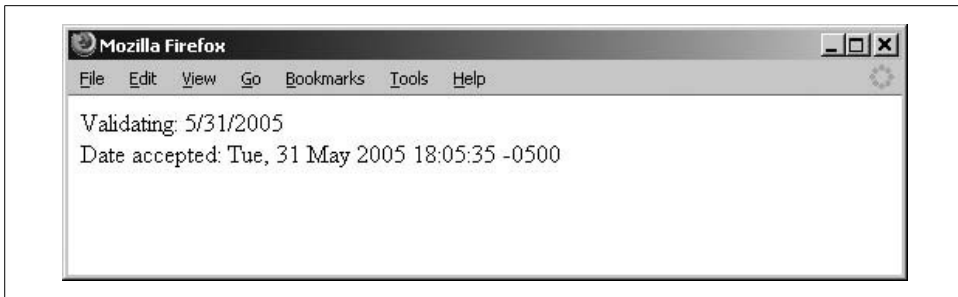 Mozilla Firefox
File Edit View Go Bookmarks Tools Help
Validating: 5/31/2005
Date accepted: Tue, 31 May 2005 18:05:35 -0500